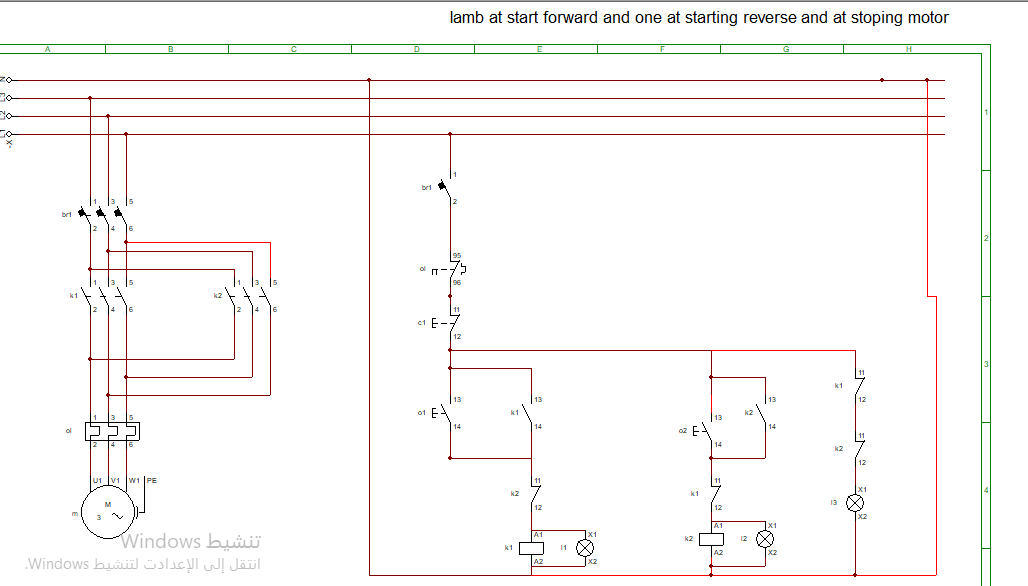 lamb at start forward and one at starting reverse and at stoping motor
A B C D E F G H
N
L3
L2
L1
-X
1
1
br1
2
1 3 5
br1
2 4 6
2
95
ol
96
1 3 5
k1
2 4 6
1 3 5
k2
2 4 6
11
c1
12
3
11
k1
12
13
o1
14
13
k1
14
13
k2
14
13
o2
14
1 3 5
ol
2 4 6
11
k2
12
U1 V1 W1 PE
M
3
m
11
k2
12
11
k1
12
4
X1
l3
X2
A1
k1
A2
X1
l1
X2
A1
k2
A2
X1
l2
X2
تنشيط Windows
انتقل إلى الإعدادت لتنشيط Windows.